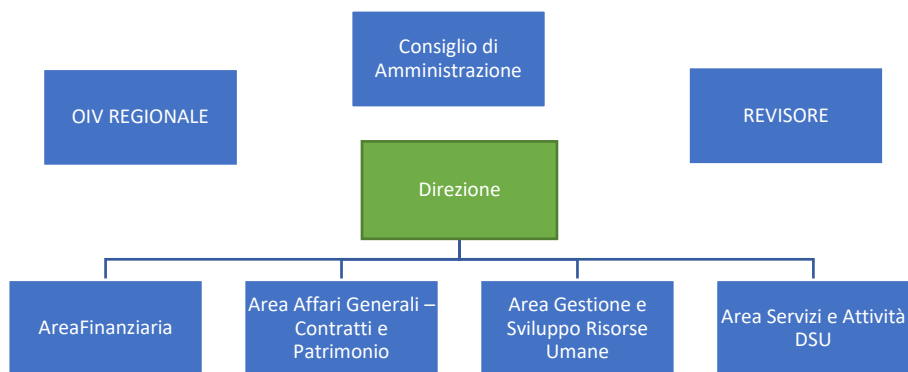 Consiglio di
Amministrazione
OIV REGIONALE
REVISORE
Direzione
AreaFinanziaria
Area Affari Generali –
Contratti e
Patrimonio
Area Gestione e
Sviluppo Risorse
Umane
Area Servizi e Attività
DSU